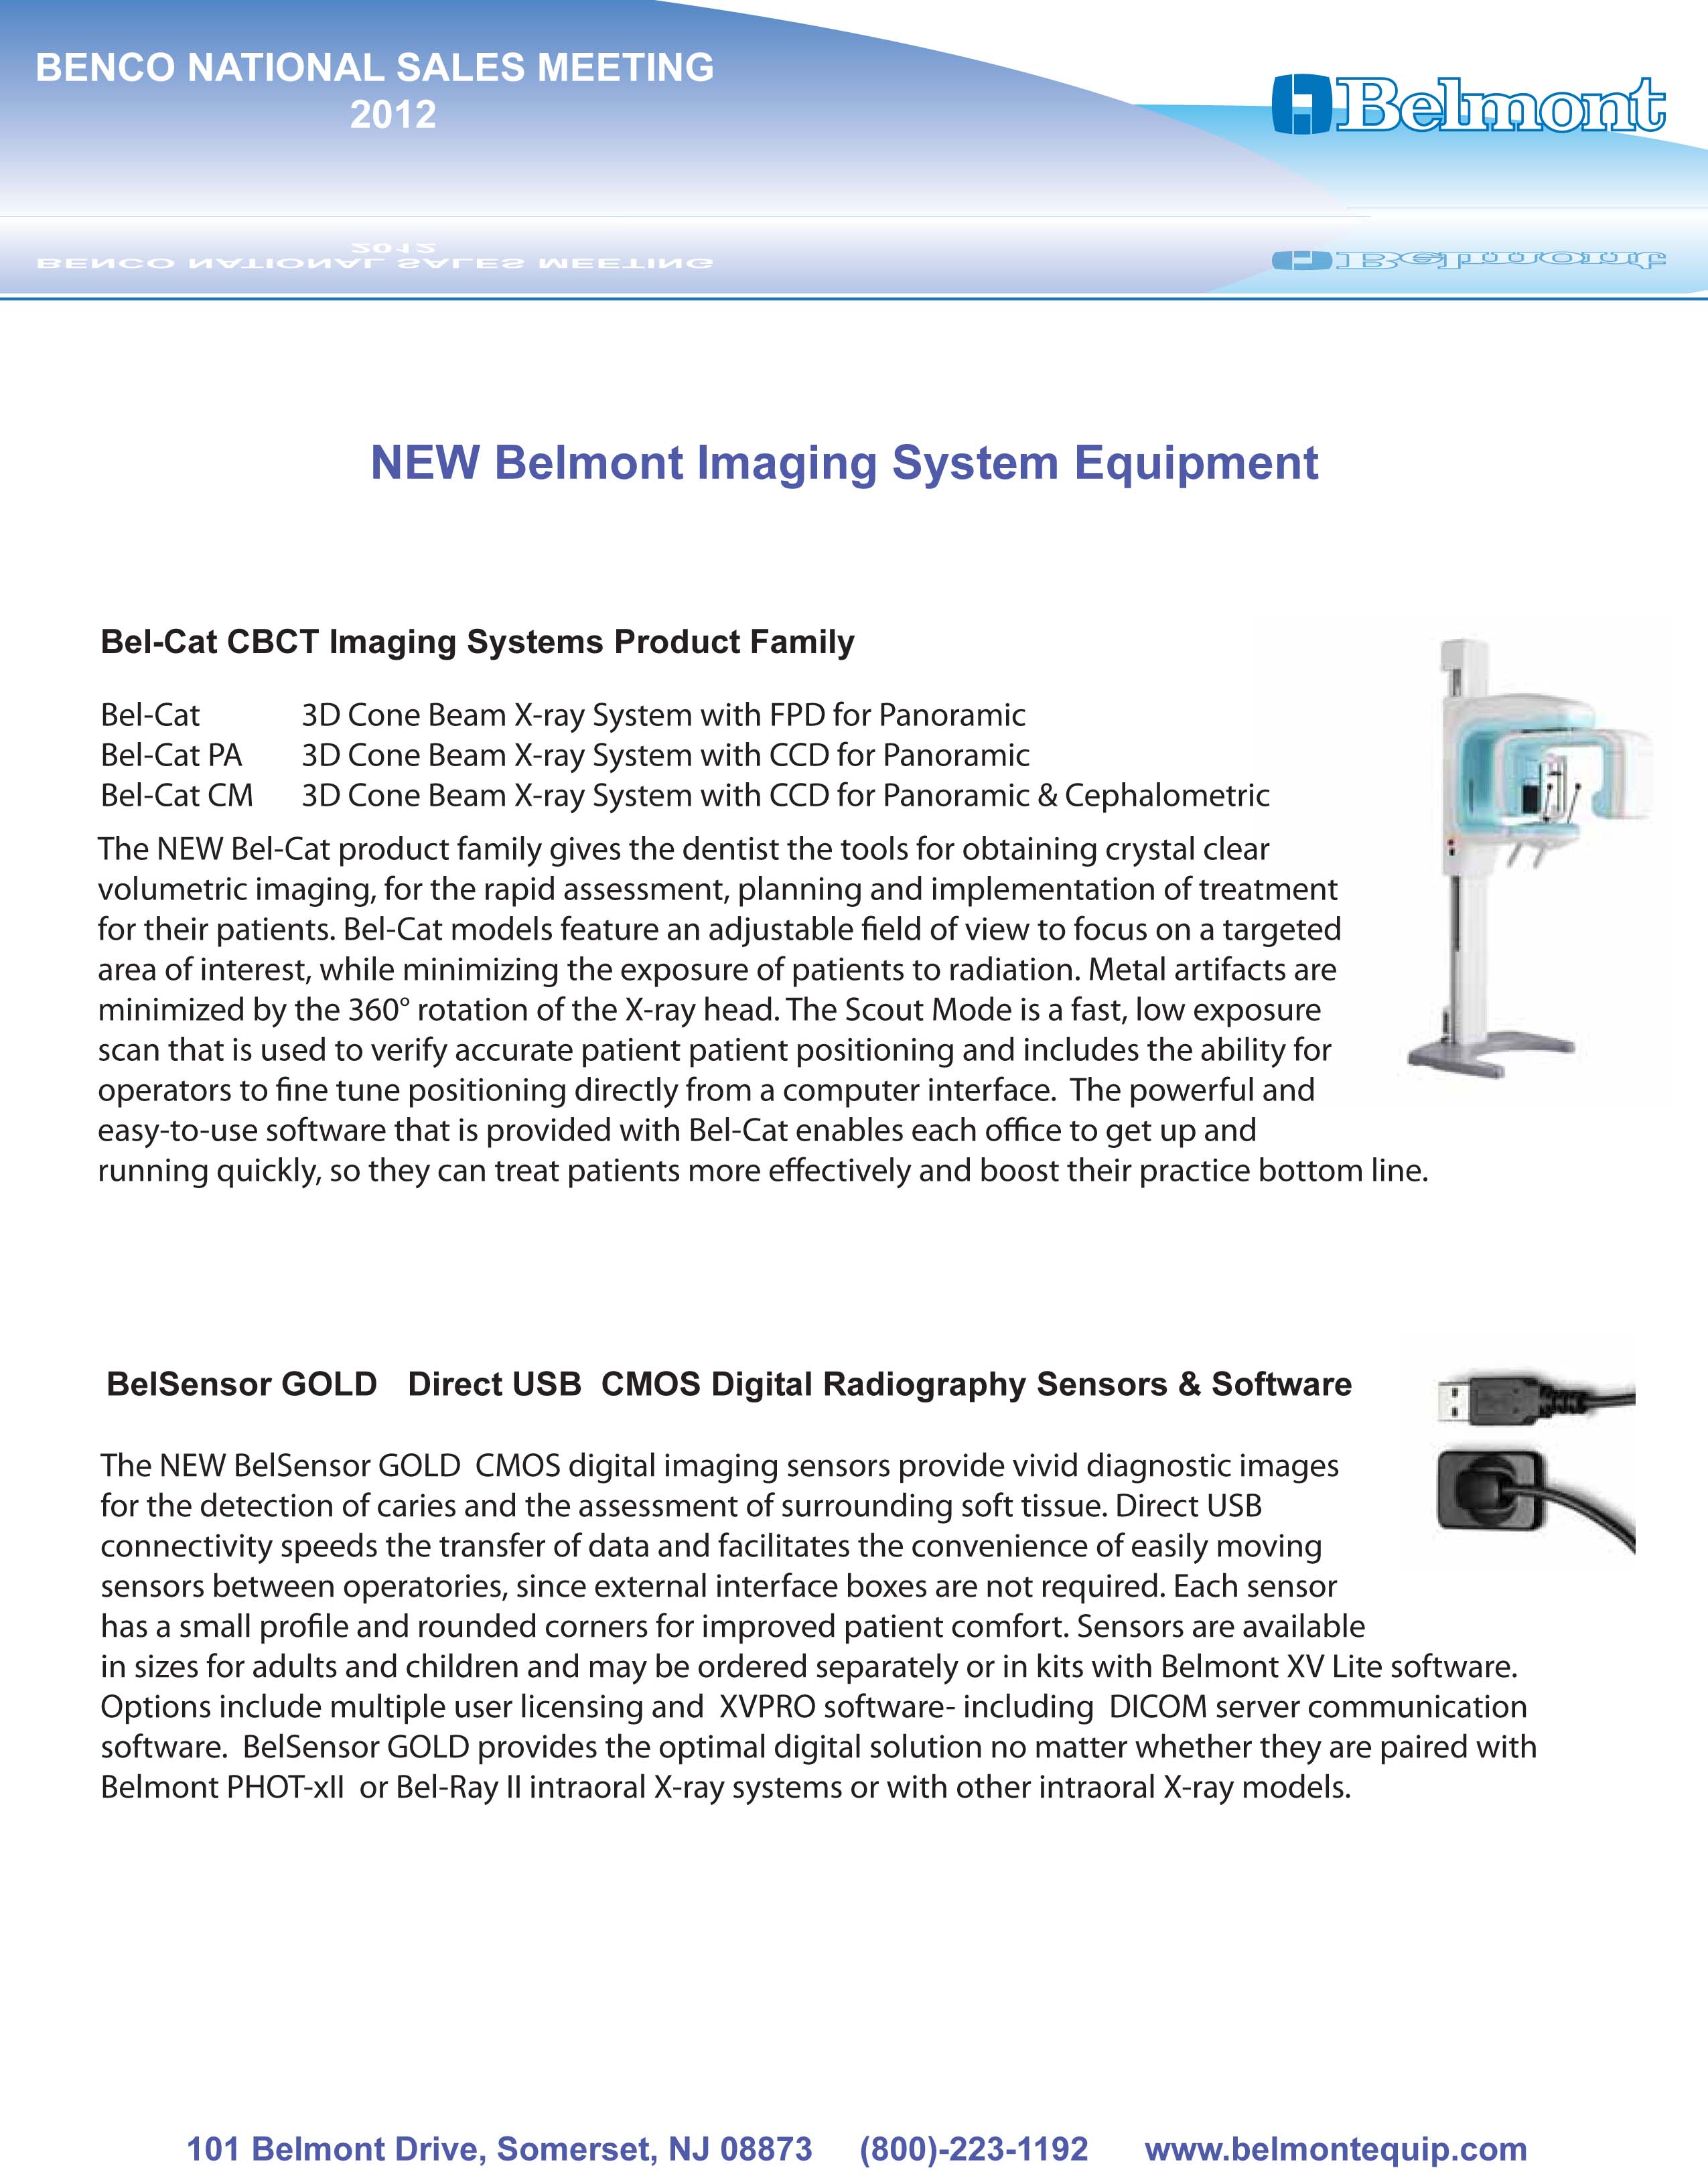 BENCO NATIONAL SALES MEETING
2012
Belmont
2012
BENCO NATIONAL SALES MEETING
Belmont
NEW Belmont Imaging System Equipment
Bel-Cat CBCT Imaging Systems Product Family
Bel-Cat 3D Cone Beam X-ray System with FPD for Panoramic
Bel-Cat PA 3D Cone Beam X-ray System with CCD for Panoramic
Bel-Cat CM 3D Cone Beam X-ray System with CCD for Panoramic & Cephalometric
The NEW Bel-Cat product family gives the dentist the tools for obtaining crystal clear
volumetric imaging, for the rapid assessment, planning and implementation of treatment
for their patients. Bel-Cat models feature an adjustable field of view to focus on a targeted
area of interest, while minimizing the exposure of patients to radiation. Metal artifacts are
minimized by the 360° rotation of the X-ray head. The Scout Mode is a fast, low exposure
scan that is used to verify accurate patient patient positioning and includes the ability for
operators to fine tune positioning directly from a computer interface.  The powerful and
easy-to-use software that is provided with Bel-Cat enables each office to get up and
running quickly, so they can treat patients more effectively and boost their practice bottom line.
BelSensor GOLD   Direct USB  CMOS Digital Radiography Sensors & Software
The NEW BelSensor GOLD  CMOS digital imaging sensors provide vivid diagnostic images
for the detection of caries and the assessment of surrounding soft tissue. Direct USB
connectivity speeds the transfer of data and facilitates the convenience of easily moving
sensors between operatories, since external interface boxes are not required. Each sensor
has a small profile and rounded corners for improved patient comfort. Sensors are available
in sizes for adults and children and may be ordered separately or in kits with Belmont XV Lite software.
Options include multiple user licensing and  XVPRO software- including  DICOM server communication
software.  BelSensor GOLD provides the optimal digital solution no matter whether they are paired with
Belmont PHOT-xII  or Bel-Ray II intraoral X-ray systems or with other intraoral X-ray models.
101 Belmont Drive, Somerset, NJ 08873 (800)-223-1192 www.belmontequip.com